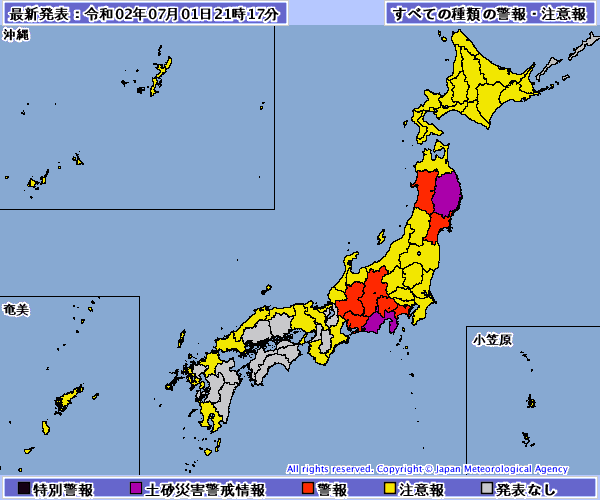 最新発表：令和02年07月01日21時17分
すべての種類の警報・注意報
沖縄
奄美
小笠原
All rights reserved. Copyright © Japan Meteorological Agency
特別警報 土砂災害警戒情報 警報 注意報 発表なし